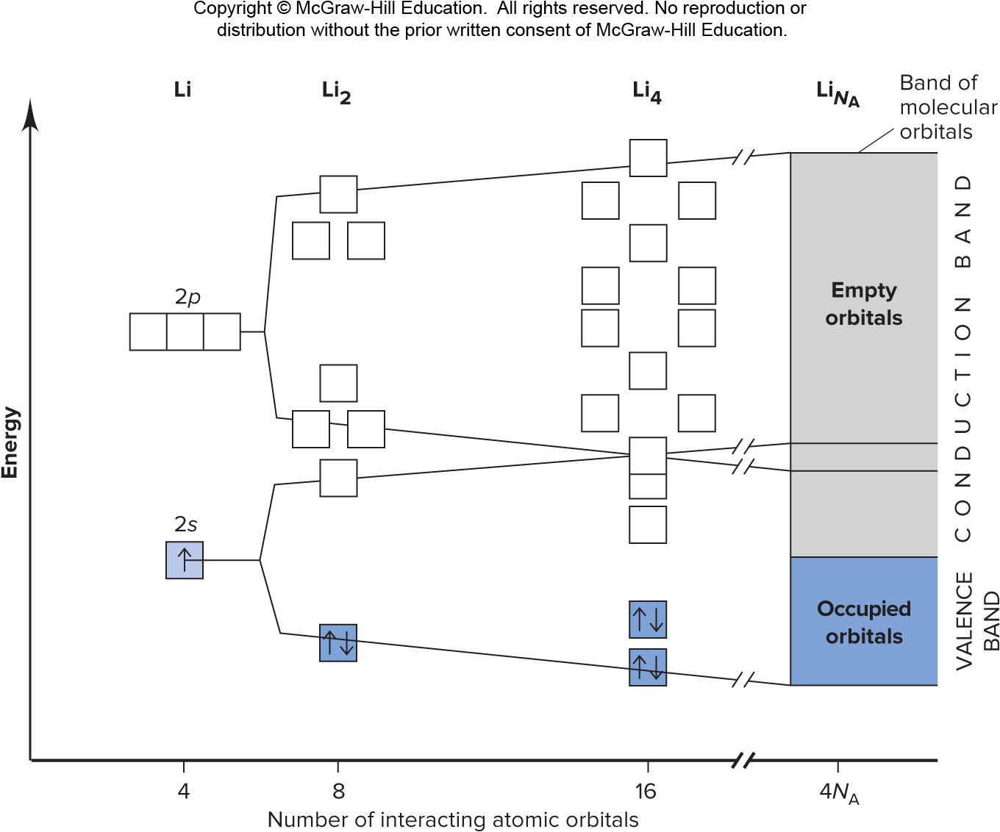 Copyright © McGraw-Hill Education.  All rights reserved. No reproduction or
distribution without the prior written consent of McGraw-Hill Education.
Li
Li2
Li4
LiNA
Band of
molecular
orbitals
2p
2s
Empty
orbitals
Occupied
orbitals
CONDUCTION BAND
VALENCE
BAND
Energy
4
8
16
4NA
Number of interacting atomic orbitals